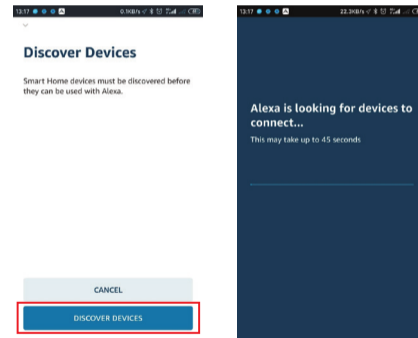 13:17
0.1KB/s
Discover Devices
Smart Home devices must be discovered before
they can be used with Alexa.
CANCEL
DISCOVER DEVICES
13:17
22.3KB/s
Alexa is looking for devices to
connect...
This may take up to 45 seconds